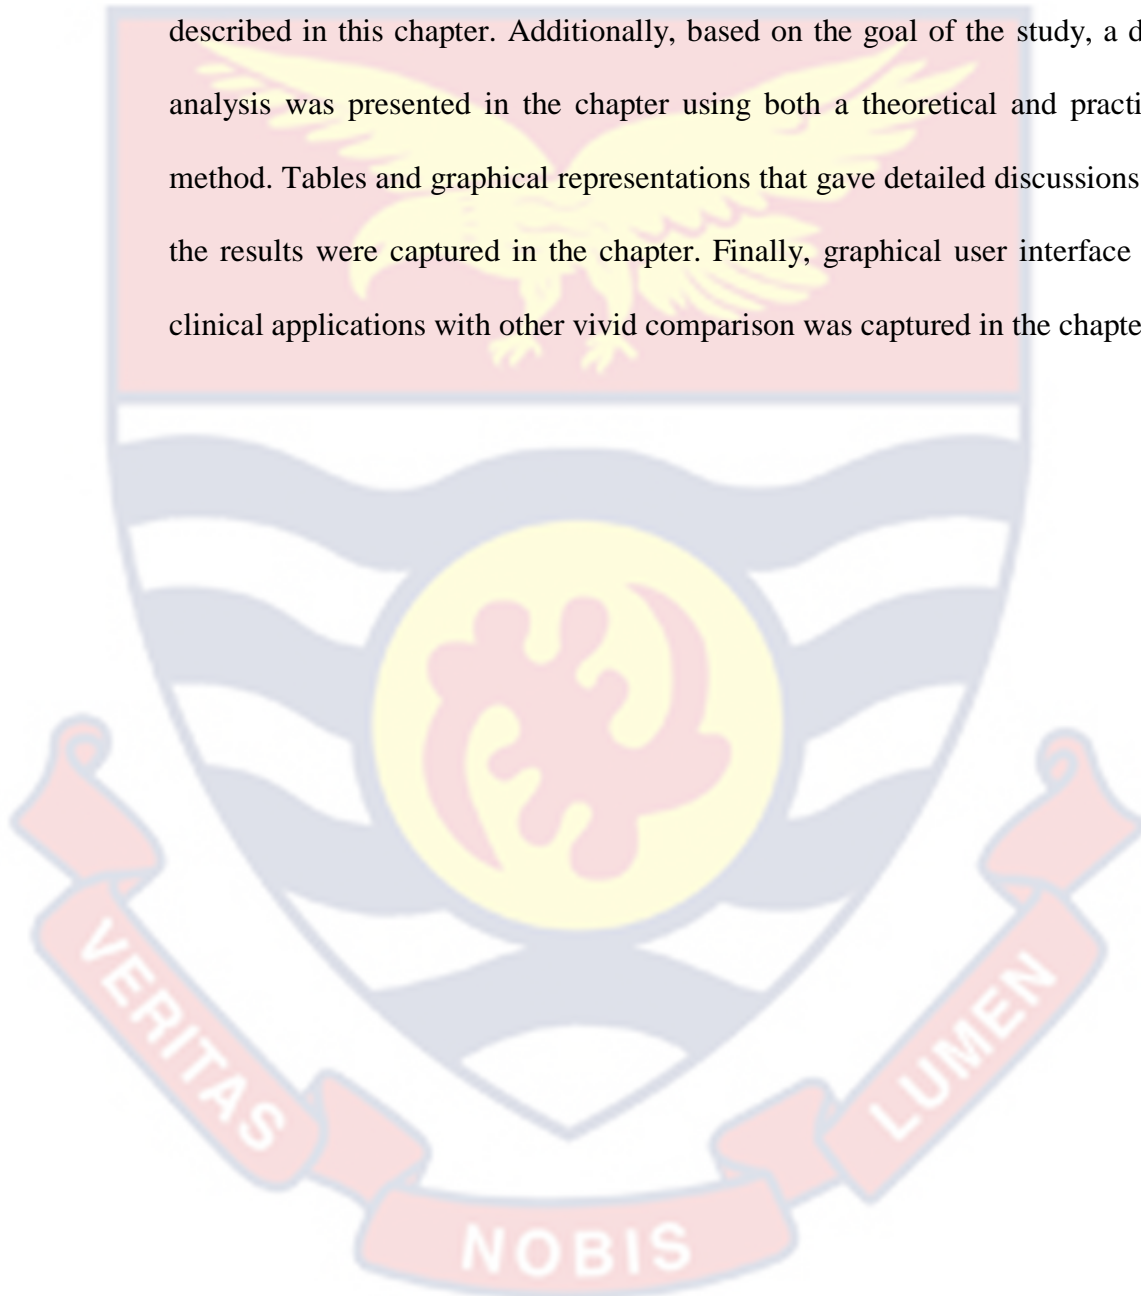 described in this chapter. Additionally, based on the goal of the study, a d
analysis was presented in the chapter using both a theoretical and practi
method. Tables and graphical representations that gave detailed discussions
the results were captured in the chapter. Finally, graphical user interface
clinical applications with other vivid comparison was captured in the chapte
VERITAS
NOBIS
LUMEN